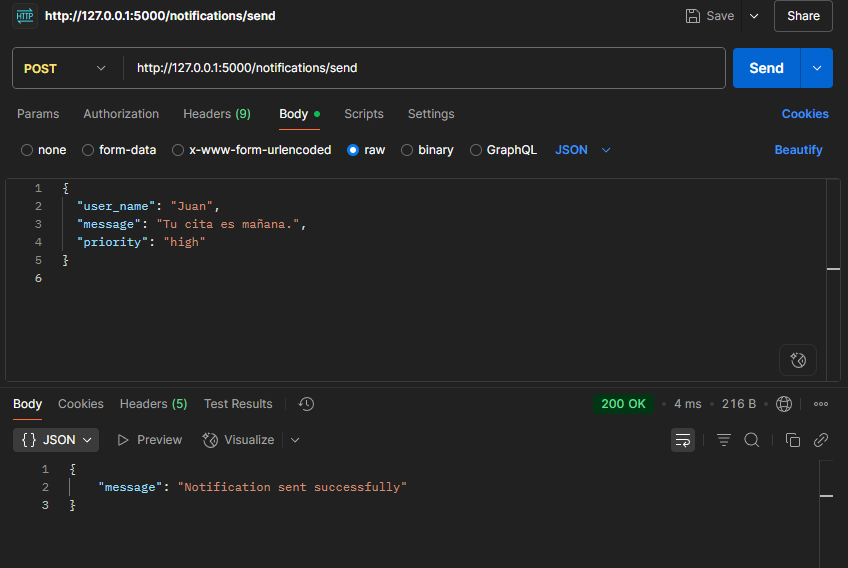 HTTP http://127.0.0.1:5000/notifications/send Save Share
POST http://127.0.0.1:5000/notifications/send Send
Params Authorization Headers (9) Body Scripts Settings Cookies
none form-data x-www-form-urlencoded raw binary GraphQL JSON Beautify
1 {
2 "user_name": "Juan",
3 "message": "Tu cita es mañana.",
4 "priority": "high"
5 }
6
Body Cookies Headers (5) Test Results 200 OK • 4 ms • 216 B •
{} JSON Preview Visualize
1 {
2 "message": "Notification sent successfully"
3 }